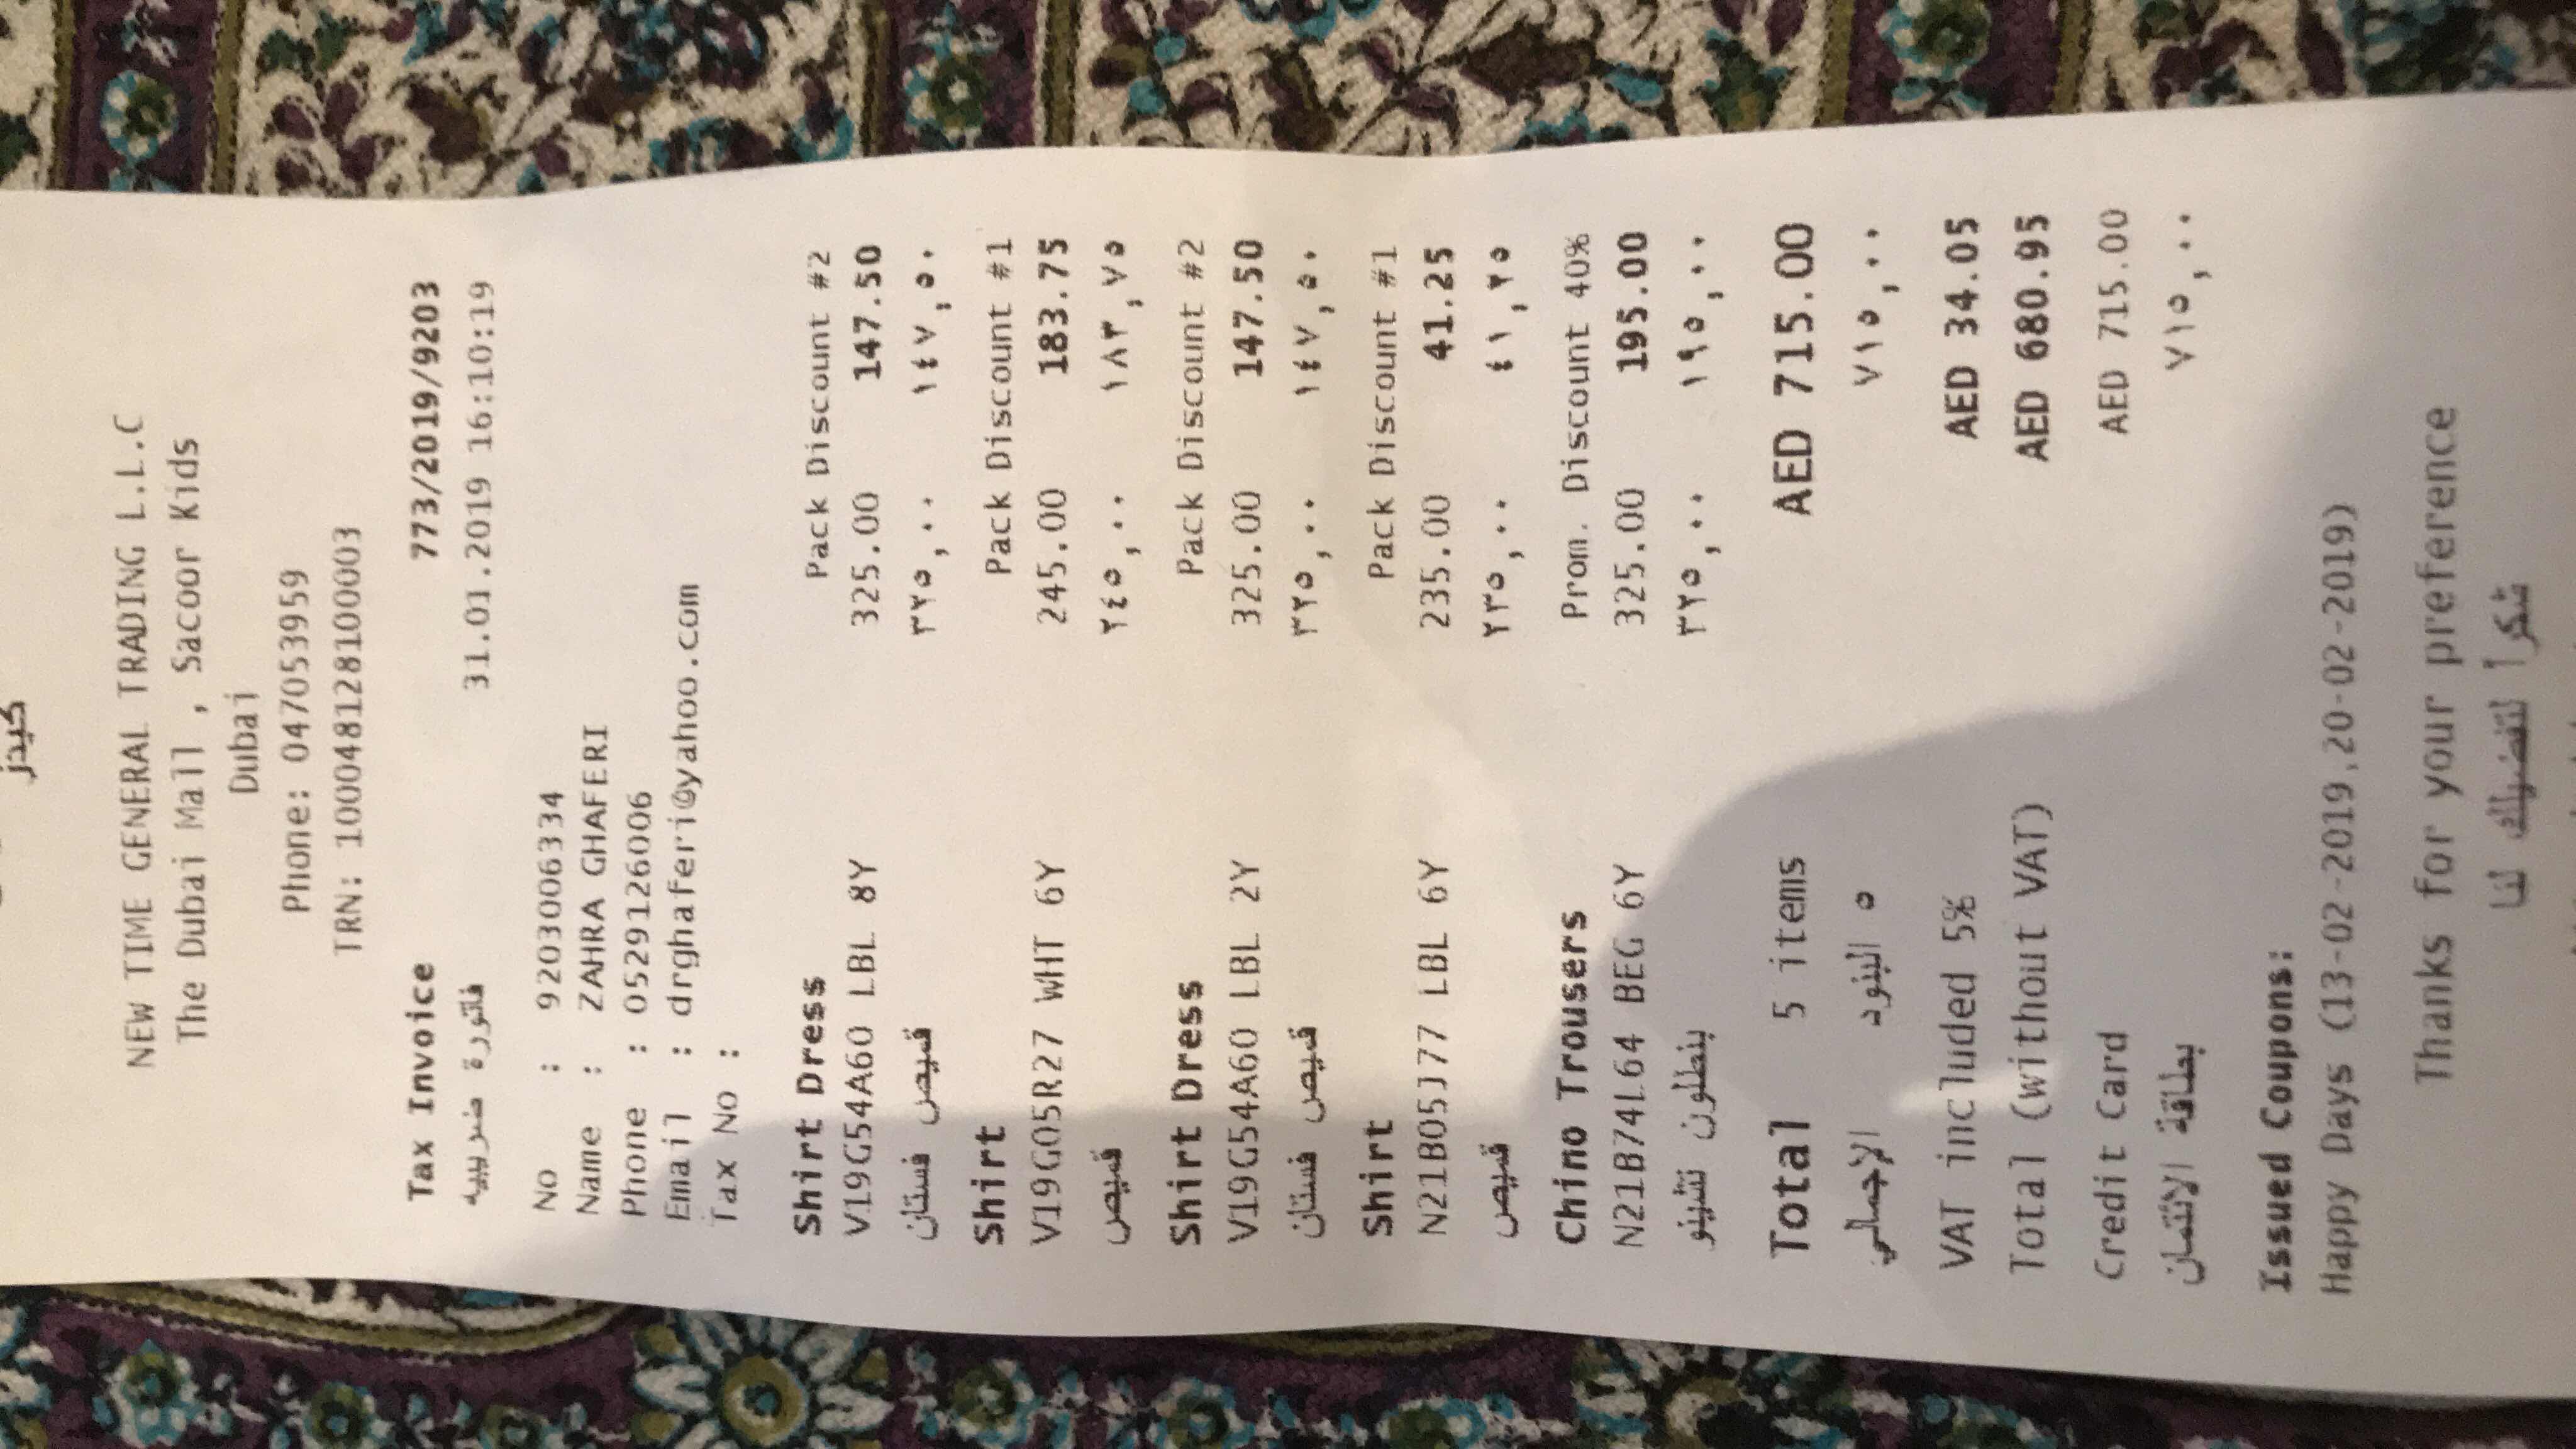 كيدز
NEW TIME GENERAL TRADING L.L.C
The Dubai Mall , Sacoor Kids
Dubai
Phone: 047053959
TRN: 100048128100003
Tax Invoice 773/2019/9203
فاتورة ضريبيه 31.01.2019 16:10:19
No : 9203006334
Name : ZAHRA GHAFERI
Phone : 0529126006
Email : drghaferi@yahoo.com
Tax No :
Shirt Dress Pack Discount #2
V19G54A60 LBL 8Y 325.00 147.50
قميص فستان ٣٢٥,٠٠ ١٤٧,٥٠
Shirt Pack Discount #1
V19G05R27 WHT 6Y 245.00 183.75
قميص ٢٤٥,٠٠ ١٨٣,٧٥
Shirt Dress Pack Discount #2
V19G54A60 LBL 2Y 325.00 147.50
قميص فستان ٣٢٥,٠٠ ١٤٧,٥٠
Shirt Pack Discount #1
N21B05J77 LBL 6Y 235.00 41.25
قميص ٢٣٥,٠٠ ٤١,٢٥
Chino Trousers Prom. Discount 40%
N21B74L64 BEG 6Y 325.00 195.00
بنطلون تشينو ٣٢٥,٠٠ ١٩٥,٠٠
Total 5 items AED 715.00
الإجمالي ٥ البنود ٧١٥,٠٠
VAT included 5% AED 34.05
Total (without VAT) AED 680.95
Credit Card AED 715.00
بطاقة الائتمان ٧١٥,٠٠
Issued Coupons:
Happy Days (13-02-2019,20-02-2019)
Thanks for your preference
شكراً لتفضيلك لنا